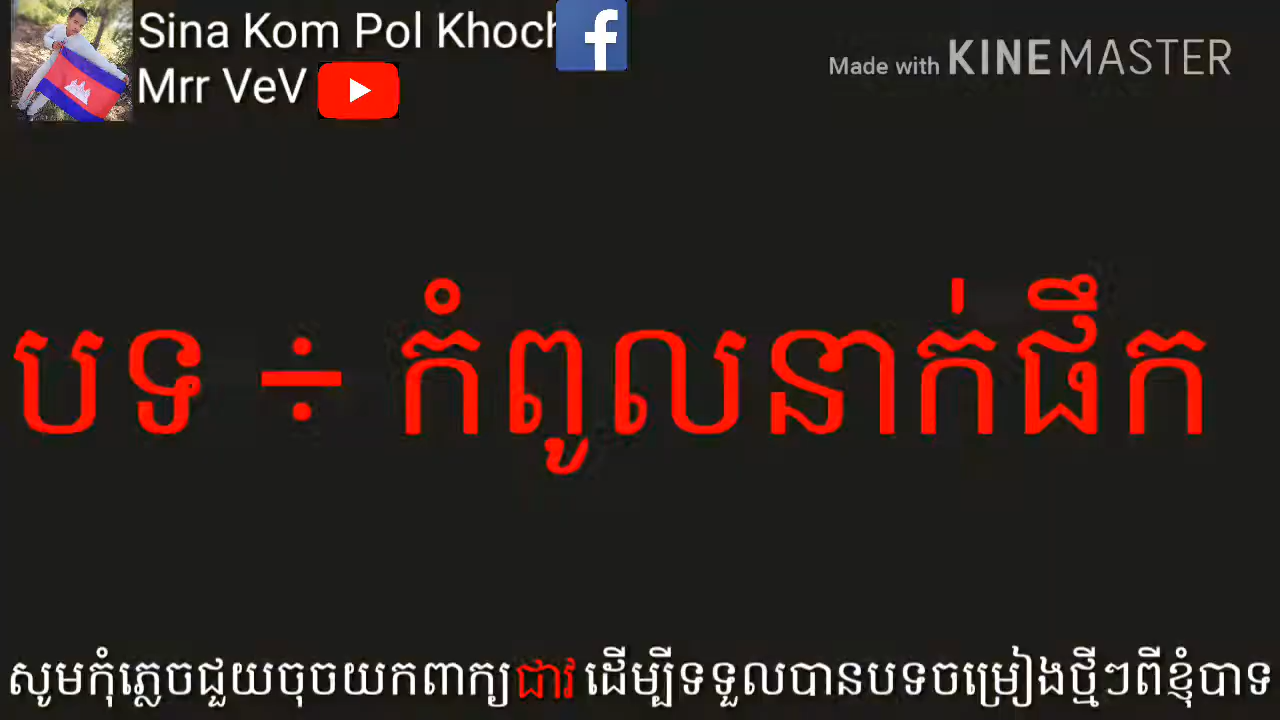 Sina Kom Pol Khoch
Mrr VeV
Made with KINEMASTER
បទ ÷ កំពូលនាក់ផឹក
សូមកុំភ្លេចជួយចុចយកពាក្យជាវ ដើម្បីទទួលបានបទចម្រៀងថ្មីៗពីខ្ញុំបាទ